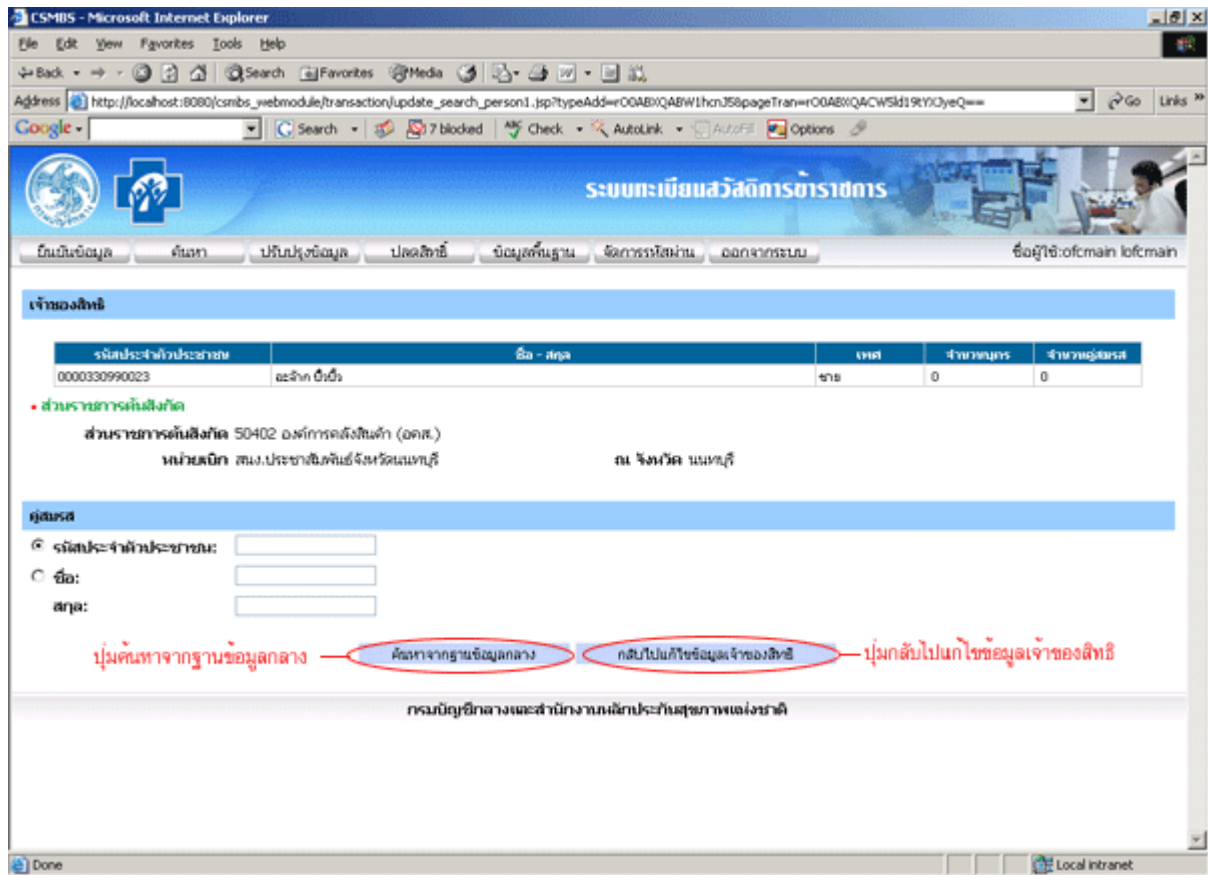 CSMBS - Microsoft Internet Explorer
File Edit View Favorites Tools Help
Back Search Favorites Media
Address http://localhost:8080/csmbs_webmodule/transaction/update_search_person1.jsp?typeAdd=rO0ABXQABW1hcnJ5&pageTran=rO0ABXQACW5ld19tYXJyeQ== Go Links »
Google Search 7 blocked Check AutoLink AutoFill Options
ระบบทะเบียนสวัสดิการข้าราชการ
ยืนยันข้อมูล ค้นหา ปรับปรุงข้อมูล ปลดสิทธิ์ ข้อมูลพื้นฐาน จัดการรหัสผ่าน ออกจากระบบ ชื่อผู้ใช้:ofcmain lofcmain
เจ้าของสิทธิ
รหัสประจำตัวประชาชน ชื่อ - สกุล เพศ จำนวนบุตร จำนวนคู่สมรส
0000330990023 ชาย 0 0
• ส่วนราชการต้นสังกัด
ส่วนราชการต้นสังกัด 50402 องค์การคลังสินค้า (อคส.)
หน่วยเบิก สนง.ประชาสัมพันธ์จังหวัดนนทบุรี ณ จังหวัด นนทบุรี
คู่สมรส
รหัสประจำตัวประชาชน:
ชื่อ:
สกุล:
ปุ่มค้นหาจากฐานข้อมูลกลาง ค้นหาจากฐานข้อมูลกลาง กลับไปแก้ไขข้อมูลเจ้าของสิทธิ ปุ่มกลับไปแก้ไขข้อมูลเจ้าของสิทธิ
กรมบัญชีกลางและสำนักงานหลักประกันสุขภาพแห่งชาติ
Done Local intranet